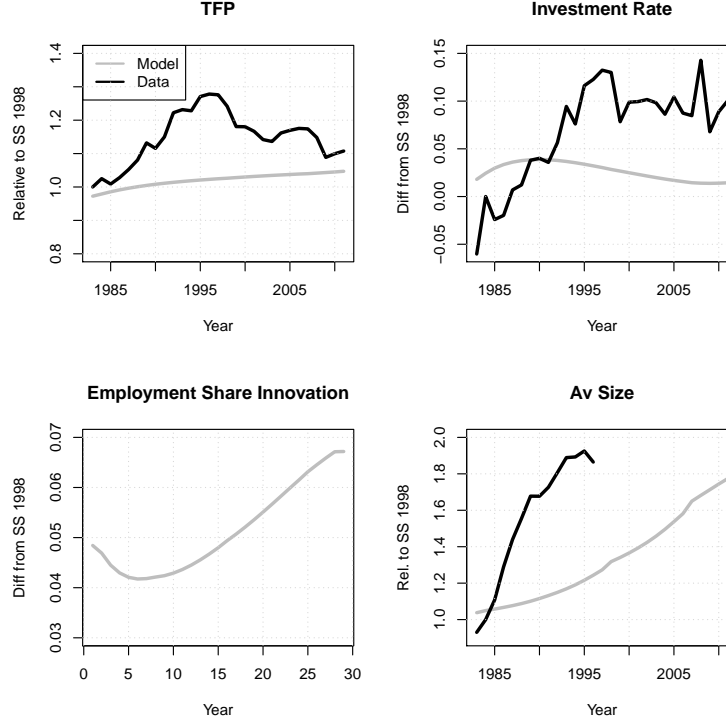 TFP
Relative to SS 1998
0.8 1.0 1.2 1.4
Model
Data
1985 1995 2005
Year
Investment Rate
Diff from SS 1998
−0.05 0.00 0.05 0.10 0.15
1985 1995 2005
Year
Employment Share Innovation
Diff from SS 1998
0.03 0.04 0.05 0.06 0.07
0 5 10 15 20 25 30
Year
Av Size
Rel. to SS 1998
1.0 1.2 1.4 1.6 1.8 2.0
1985 1995 2005
Year